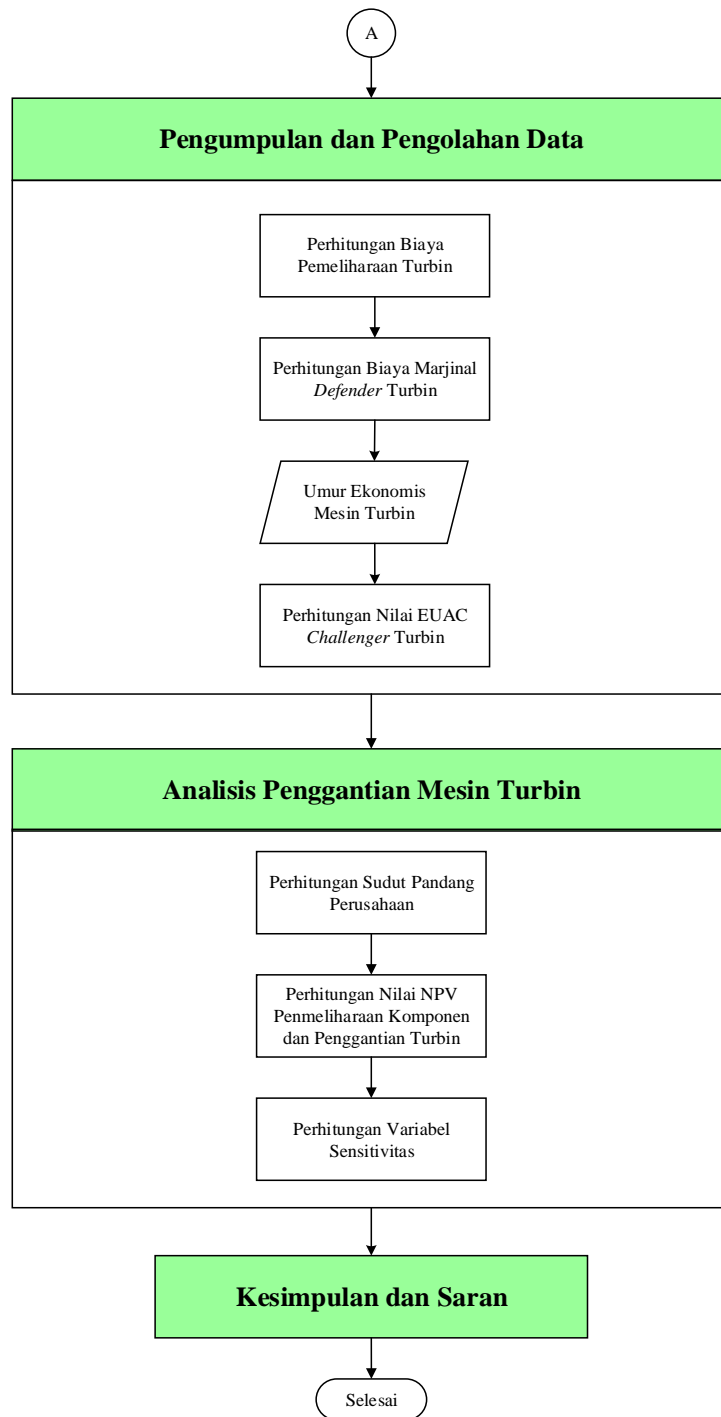 A
Pengumpulan dan Pengolahan Data
Perhitungan Biaya
Pemeliharaan Turbin
Perhitungan Biaya Marjinal
Defender Turbin
Umur Ekonomis
Mesin Turbin
Perhitungan Nilai EUAC
Challenger Turbin
Analisis Penggantian Mesin Turbin
Perhitungan Sudut Pandang
Perusahaan
Perhitungan Nilai NPV
Penmeliharaan Komponen
dan Penggantian Turbin
Perhitungan Variabel
Sensitivitas
Kesimpulan dan Saran
Selesai